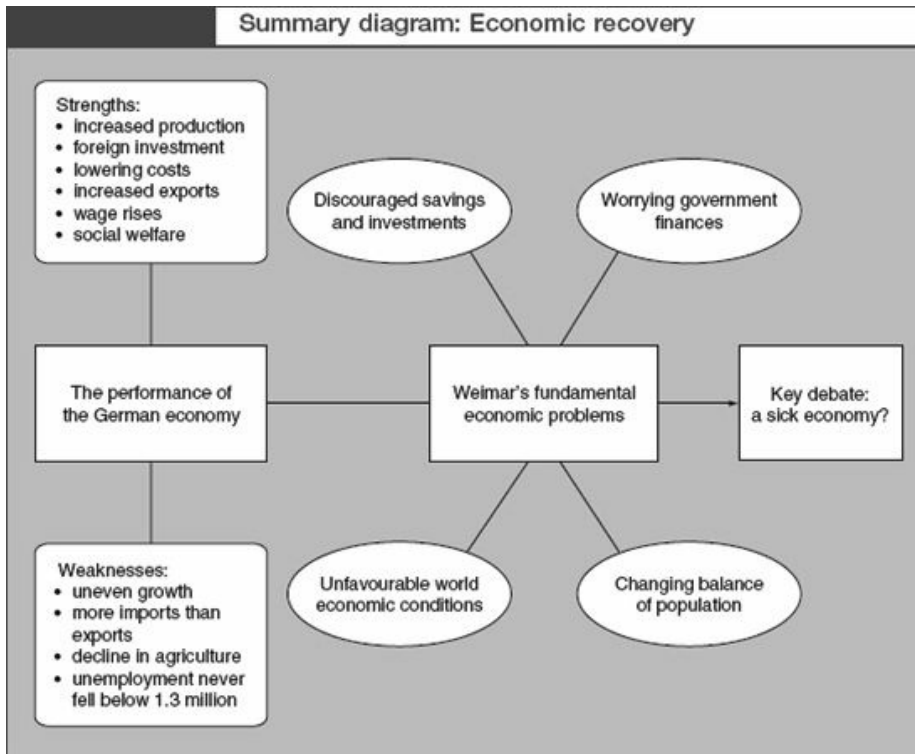 Summary diagram: Economic recovery
Strengths:
• increased production
• foreign investment
• lowering costs
• increased exports
• wage rises
• social welfare
Discouraged savings
and investments
Worrying government
finances
The performance of
the German economy
Weimar's fundamental
economic problems
Key debate:
a sick economy?
Weaknesses:
• uneven growth
• more imports than
exports
• decline in agriculture
• unemployment never
fell below 1.3 million
Unfavourable world
economic conditions
Changing balance
of population